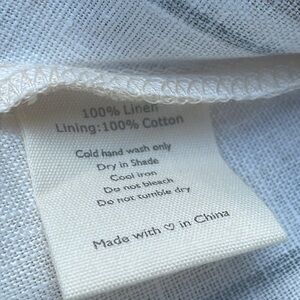 100% Linen
Lining:100% Cotton
Cold hand wash only
Dry in Shade
Cool iron
Do not bleach
Do not tumble dry
Made with ♡ in China